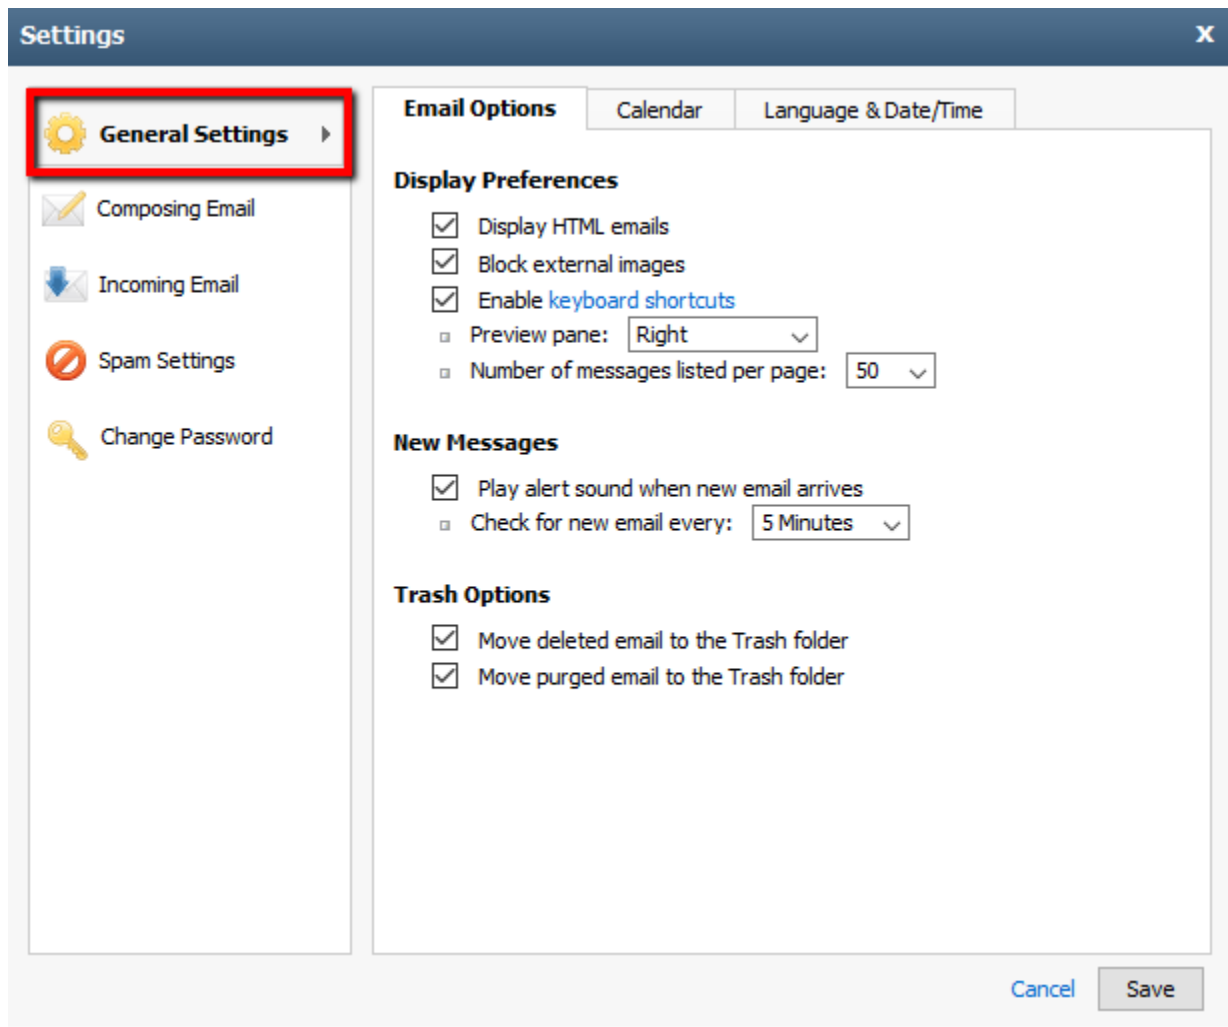 Settings x
General Settings
Composing Email
Incoming Email
Spam Settings
Change Password
Email Options Calendar Language & Date/Time
Display Preferences
Display HTML emails
Block external images
Enable keyboard shortcuts
Preview pane: Right
Number of messages listed per page: 50
New Messages
Play alert sound when new email arrives
Check for new email every: 5 Minutes
Trash Options
Move deleted email to the Trash folder
Move purged email to the Trash folder
Cancel Save